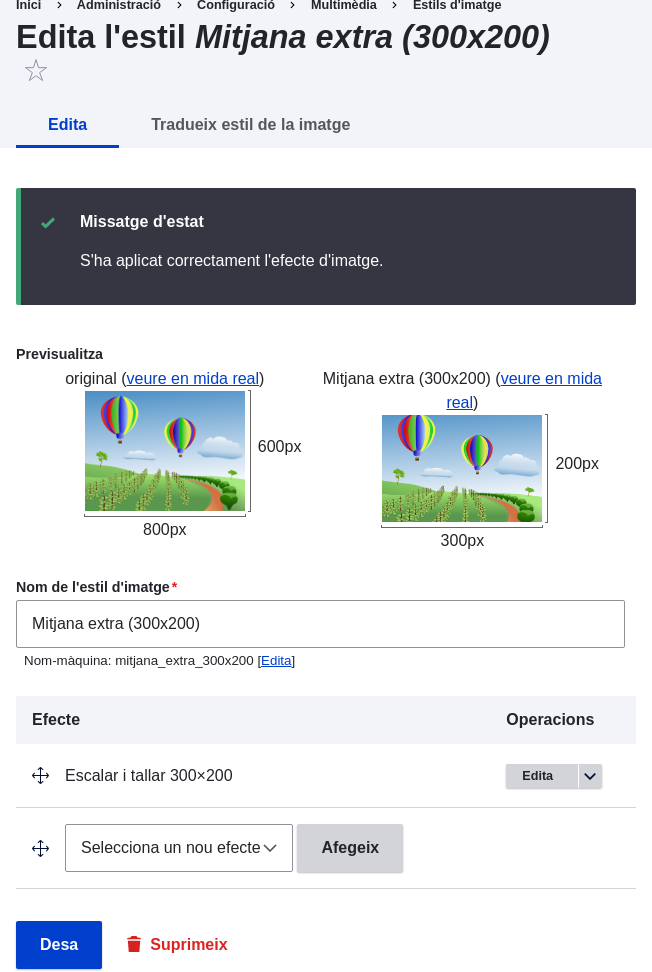 Inici > Administració > Configuració > Multimèdia > Estils d'imatge
Edita l'estil Mitjana extra (300x200)
Edita Tradueix estil de la imatge
Missatge d'estat
S'ha aplicat correctament l'efecte d'imatge.
Previsualitza
original (veure en mida real)
600px
800px
Mitjana extra (300x200) (veure en mida
real)
200px
300px
Nom de l'estil d'imatge*
Mitjana extra (300x200)
Nom-màquina: mitjana_extra_300x200 [Edita]
Efecte Operacions
Escalar i tallar 300×200 Edita
Selecciona un nou efecte Afegeix
Desa Suprimeix